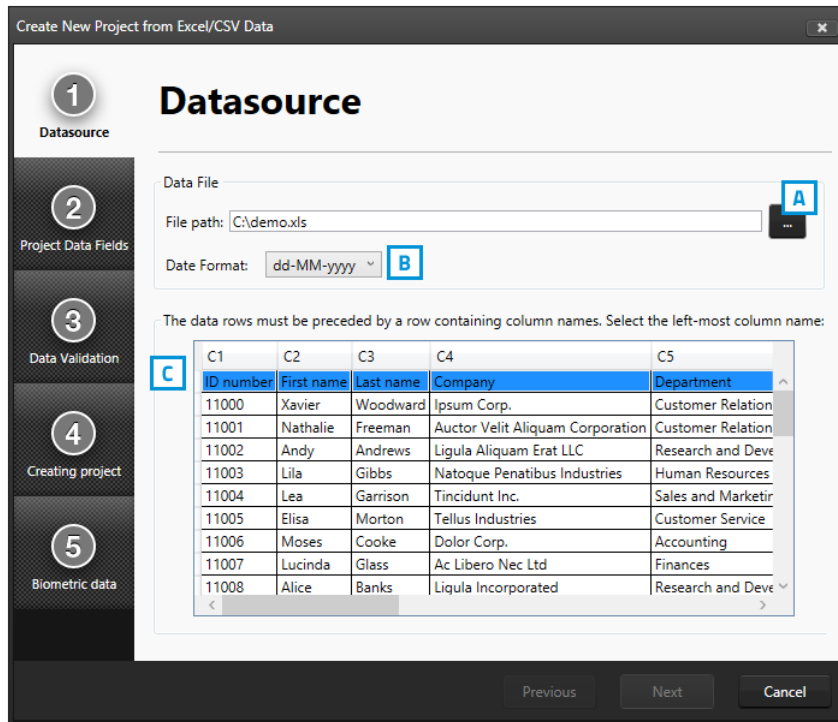 Create New Project from Excel/CSV Data
1
Datasource
2
Project Data Fields
3
Data Validation
4
Creating project
5
Biometric data
Datasource
Data File
A
File path: C:\demo.xls ...
Date Format: dd-MM-yyyy B
The data rows must be preceded by a row containing column names. Select the left-most column name:
C
C1 C2 C3 C4 C5
ID number First name Last name Company Department
11000 Xavier Woodward Ipsum Corp. Customer Relation
11001 Nathalie Freeman Auctor Velit Aliquam Corporation Customer Relation
11002 Andy Andrews Ligula Aliquam Erat LLC Research and Deve
11003 Lila Gibbs Natoque Penatibus Industries Human Resources
11004 Lea Garrison Tincidunt Inc. Sales and Marketin
11005 Elisa Morton Tellus Industries Customer Service
11006 Moses Cooke Dolor Corp. Accounting
11007 Lucinda Glass Ac Libero Nec Ltd Finances
11008 Alice Banks Ligula Incorporated Research and Deve
Previous Next Cancel